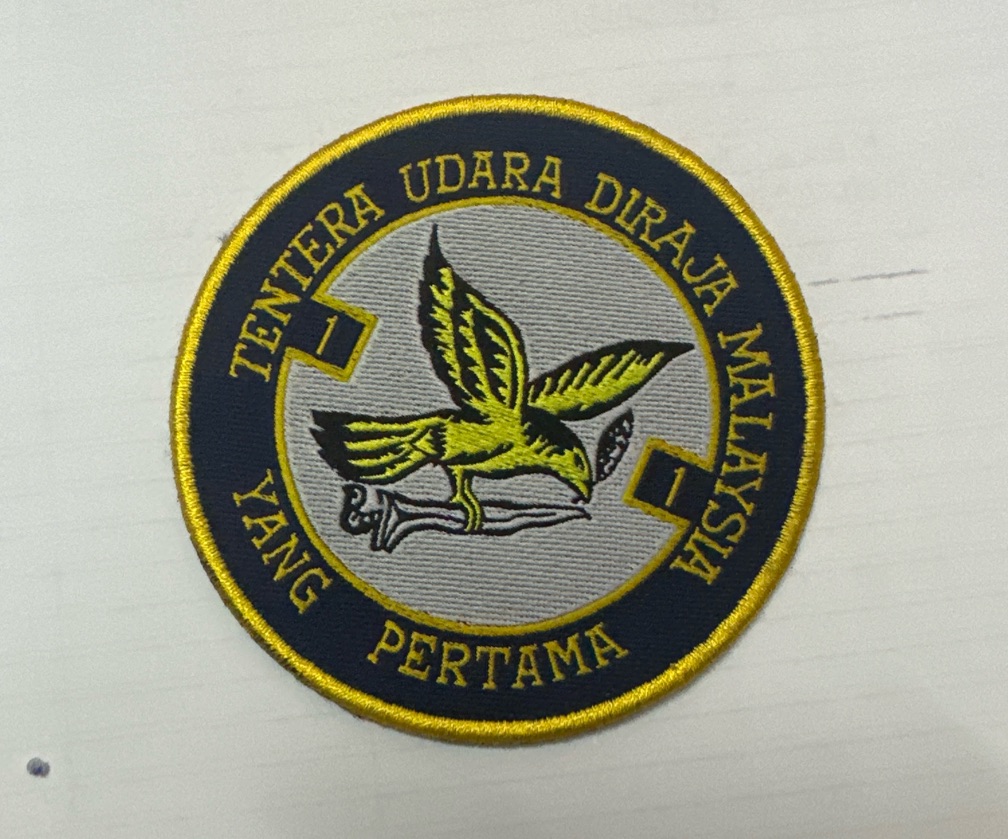 TENTERA UDARA DIRAJA MALAYSIA
1
1
YANG PERTAMA